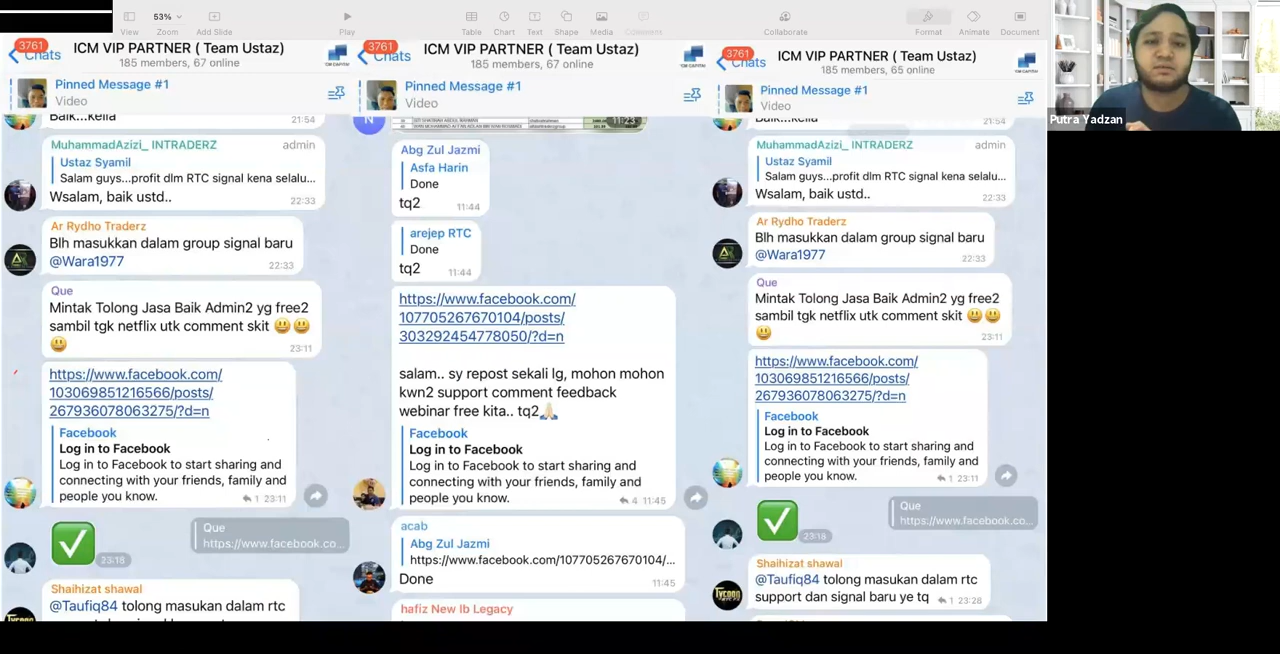 53%
View
Zoom
Add Slide
Play
Table
Chart
Text
Shape
Media
Comment
Collaborate
Format
Animate
Document
3761
Chats
ICM VIP PARTNER ( Team Ustaz)
185 members, 67 online
Pinned Message #1
Video
Baik...Kella
21:54
MuhammadAzizi_ INTRADERZ
admin
Ustaz Syamil
Salam guys...profit dlm RTC signal kena selalu...
Wsalam, baik ustd..
22:33
Ar Rydho Traderz
Blh masukkan dalam group signal baru
@Wara1977
22:33
Que
Mintak Tolong Jasa Baik Admin2 yg free2
sambil tgk netflix utk comment skit 😀😀
😀
23:11
https://www.facebook.com/
103069851216566/posts/
267936078063275/?d=n
Facebook
Log in to Facebook
Log in to Facebook to start sharing and
connecting with your friends, family and
people you know.
1 23:11
Que
https://www.facebook.co...
23:18
Shaihizat shawal
@Taufiq84 tolong masukan dalam rtc
3761
Chats
ICM VIP PARTNER ( Team Ustaz)
185 members, 67 online
Pinned Message #1
Video
N
11:23
Abg Zul Jazmi
Asfa Harin
Done
tq2
11:44
arejep RTC
Done
tq2
11:44
https://www.facebook.com/
107705267670104/posts/
303292454778050/?d=n
salam.. sy repost sekali lg, mohon mohon
kwn2 support comment feedback
webinar free kita.. tq2🙏🏻
Facebook
Log in to Facebook
Log in to Facebook to start sharing and
connecting with your friends, family and
people you know.
4 11:45
acab
Abg Zul Jazmi
https://www.facebook.com/107705267670104/...
Done
11:45
hafiz New Ib Legacy
3761
Chats
ICM VIP PARTNER ( Team Ustaz)
185 members, 65 online
Pinned Message #1
Video
Baik...Kella
21:54
MuhammadAzizi_ INTRADERZ
admin
Ustaz Syamil
Salam guys...profit dlm RTC signal kena selalu...
Wsalam, baik ustd..
22:33
Ar Rydho Traderz
Blh masukkan dalam group signal baru
@Wara1977
22:33
Que
Mintak Tolong Jasa Baik Admin2 yg free2
sambil tgk netflix utk comment skit 😀😀
😀
23:11
https://www.facebook.com/
103069851216566/posts/
267936078063275/?d=n
Facebook
Log in to Facebook
Log in to Facebook to start sharing and
connecting with your friends, family and
people you know.
1 23:11
Que
https://www.facebook.co...
23:18
Shaihizat shawal
@Taufiq84 tolong masukan dalam rtc
support dan signal baru ye tq
1 23:28
Putra Yadzan